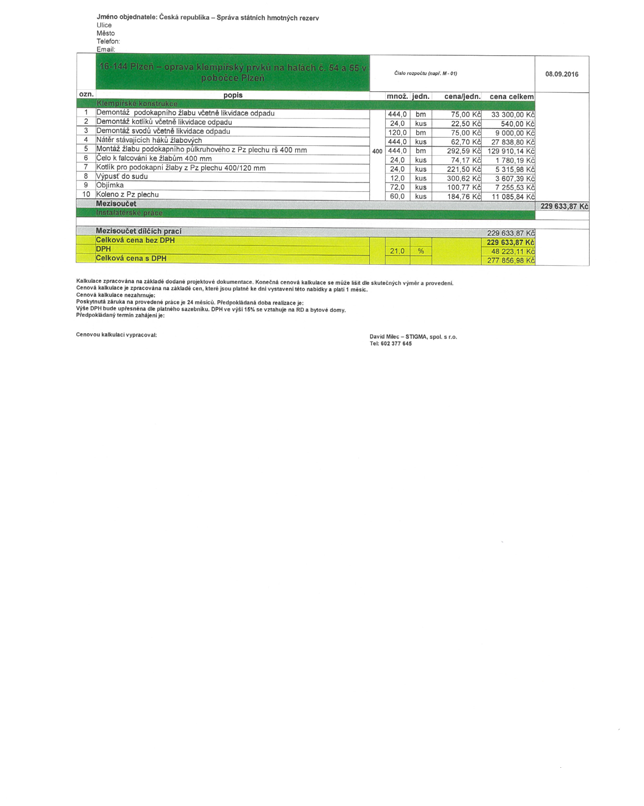 Jméno objednatele: Česká republika – Správa státních hmotných rezerv
Ulice
Město
Telefon:
Email:
16-144 Plzeň – oprava klempířský prvků na halách č. 54 a 55 v pobočce Plzeň
Číslo rozpočtu (např. M - 01)
08.09.2016
ozn. popis množ. jedn. cena/jedn. cena celkem
Klempířské konstrukce
1 Demontáž podokapního žlabu včetně likvidace odpadu 444,0 bm 75,00 Kč 33 300,00 Kč
2 Demontáž kotlíků včetně likvidace odpadu 24,0 kus 22,50 Kč 540,00 Kč
3 Demontáž svodů včetně likvidace odpadu 120,0 bm 75,00 Kč 9 000,00 Kč
4 Nátěr stávajících háků žlabových 444,0 kus 62,70 Kč 27 838,80 Kč
5 Montáž žlabu podokapního půlkruhového z Pz plechu rš 400 mm 400 444,0 bm 292,59 Kč 129 910,14 Kč
6 Čelo k falcování ke žlabům 400 mm 24,0 kus 74,17 Kč 1 780,19 Kč
7 Kotlík pro podokapní žlaby z Pz plechu 400/120 mm 24,0 kus 221,50 Kč 5 315,98 Kč
8 Výpusť do sudu 12,0 kus 300,62 Kč 3 607,39 Kč
9 Objímka 72,0 kus 100,77 Kč 7 255,53 Kč
10 Koleno z Pz plechu 60,0 kus 184,76 Kč 11 085,84 Kč
Mezisoučet 229 633,87 Kč
Instalatérské práce
Mezisoučet dílčích prací 229 633,87 Kč
Celková cena bez DPH 229 633,87 Kč
DPH 21,0 % 48 223,11 Kč
Celková cena s DPH 277 856,98 Kč
Kalkulace zpracována na základě dodané projektové dokumentace. Konečná cenová kalkulace se může lišit dle skutečných výměr a provedení.
Cenová kalkulace je zpracována na základě cen, které jsou platné ke dni vystavení této nabídky a platí 1 měsíc.
Cenová kalkulace nezahrnuje:
Poskytnutá záruka na provedené práce je 24 měsíců. Předpokládaná doba realizace je:
Výše DPH bude upřesněna dle platného sazebníku. DPH ve výši 15% se vztahuje na RD a bytové domy.
Předpokládaný termín zahájení je:
Cenovou kalkulaci vypracoval:
David Milec – STIGMA, spol. s r.o.
Tel: 602 377 645